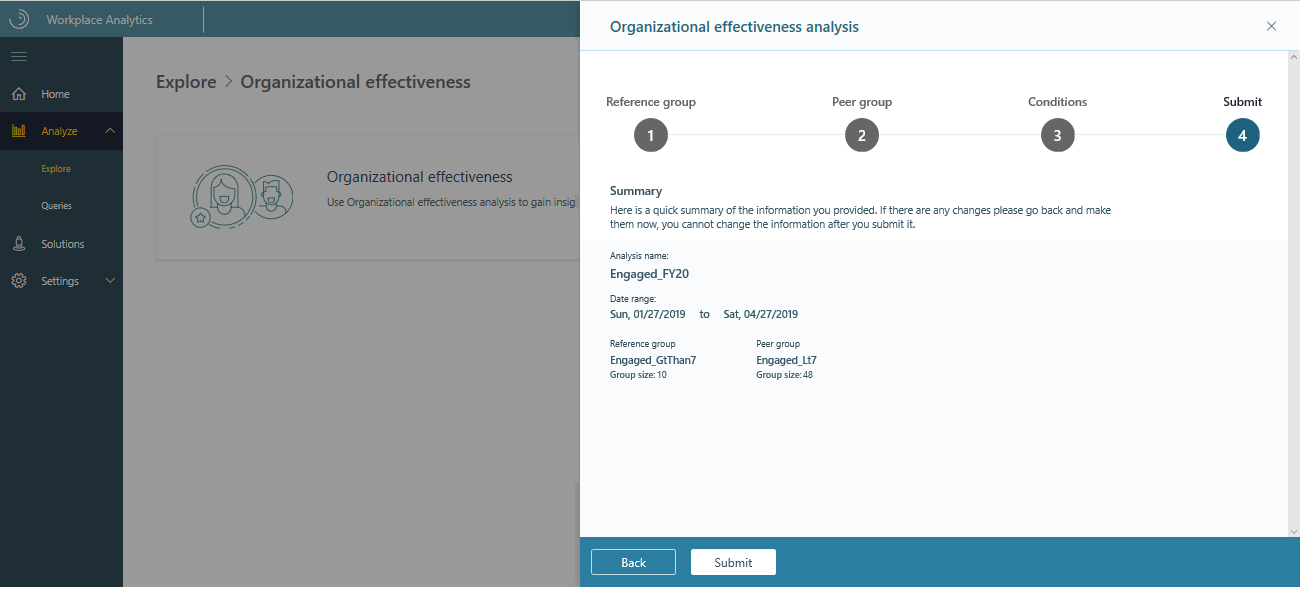 Workplace Analytics
Home
Analyze
Explore
Queries
Solutions
Settings
Explore > Organizational effectiveness
Organizational effectiveness
Use Organizational effectiveness analysis to gain insig
Organizational effectiveness analysis
Reference group
Peer group
Conditions
Submit
1
2
3
4
Summary
Here is a quick summary of the information you provided. If there are any changes please go back and make
them now, you cannot change the information after you submit it.
Analysis name:
Engaged_FY20
Date range:
Sun, 01/27/2019 to Sat, 04/27/2019
Reference group
Engaged_GtThan7
Group size: 10
Peer group
Engaged_Lt7
Group size: 48
Back
Submit